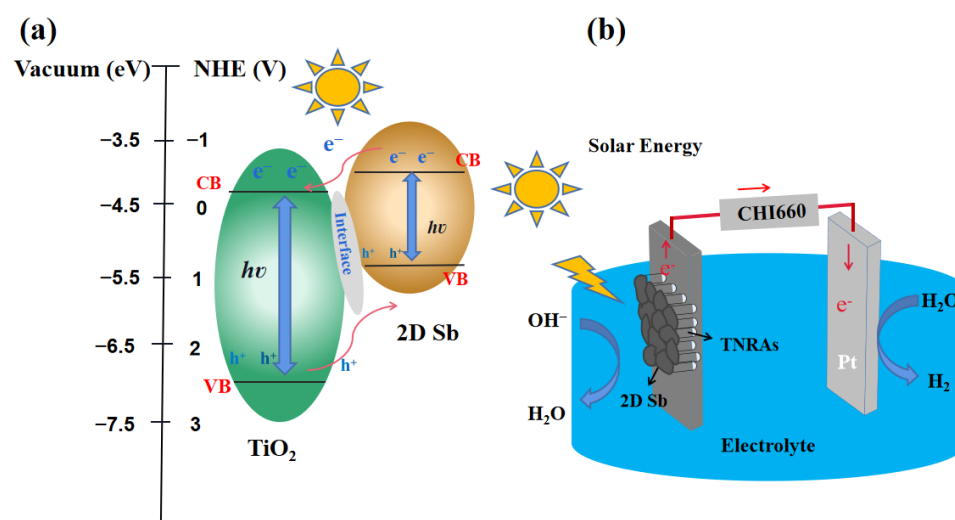 (a)
Vacuum (eV)
NHE (V)
−3.5
−4.5
−5.5
−6.5
−7.5
−1
0
1
2
3
e⁻
CB
e⁻ e⁻
hν
h⁺ h⁺
VB
TiO₂
Interface
h⁺
e⁻ e⁻
CB
hν
h⁺ h⁺
VB
2D Sb
(b)
Solar Energy
CHI660
e⁻
e⁻
OH⁻
H₂O
TNRAs
2D Sb
Pt
H₂O
H₂
Electrolyte